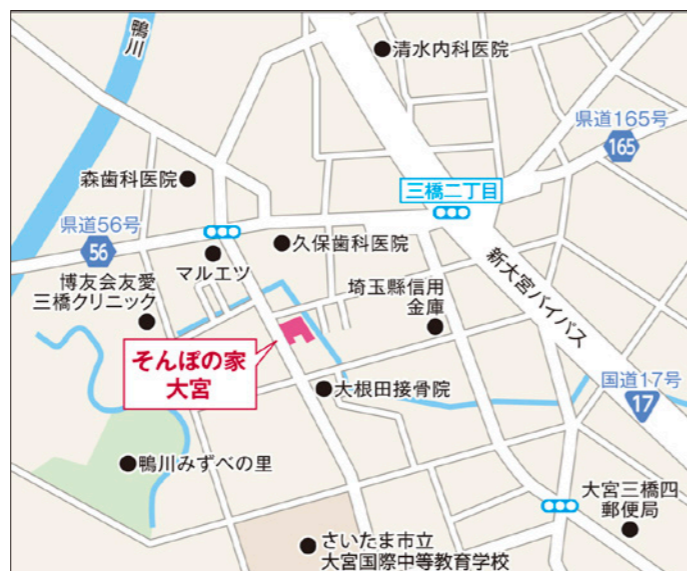 鴨川
清水内科医院
県道165号
165
森歯科医院
三橋二丁目
県道56号
56
久保歯科医院
マルエツ
新大宮バイパス
博友会友愛
三橋クリニック
埼玉縣信用
金庫
そんぽの家
大宮
国道17号
17
大根田接骨院
鴨川みずべの里
大宮三橋四
郵便局
さいたま市立
大宮国際中等教育学校